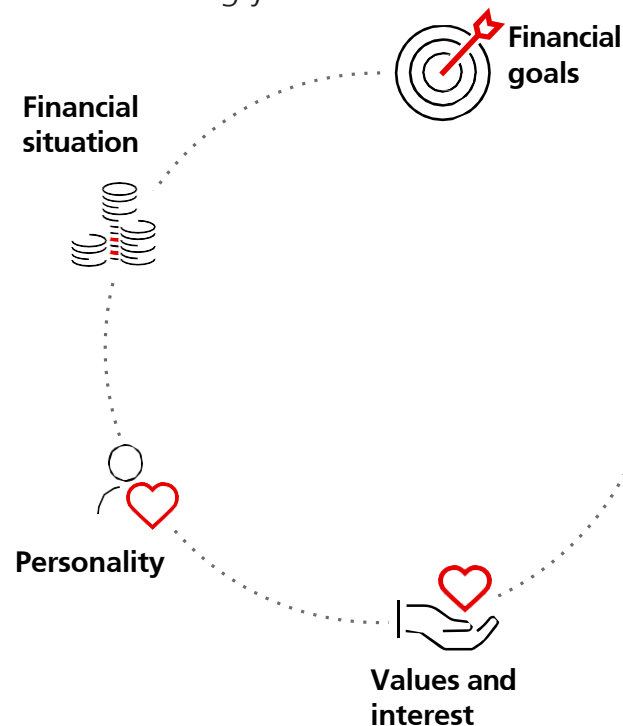 Financial
goals
Financial
situation
Personality
Values and
interest